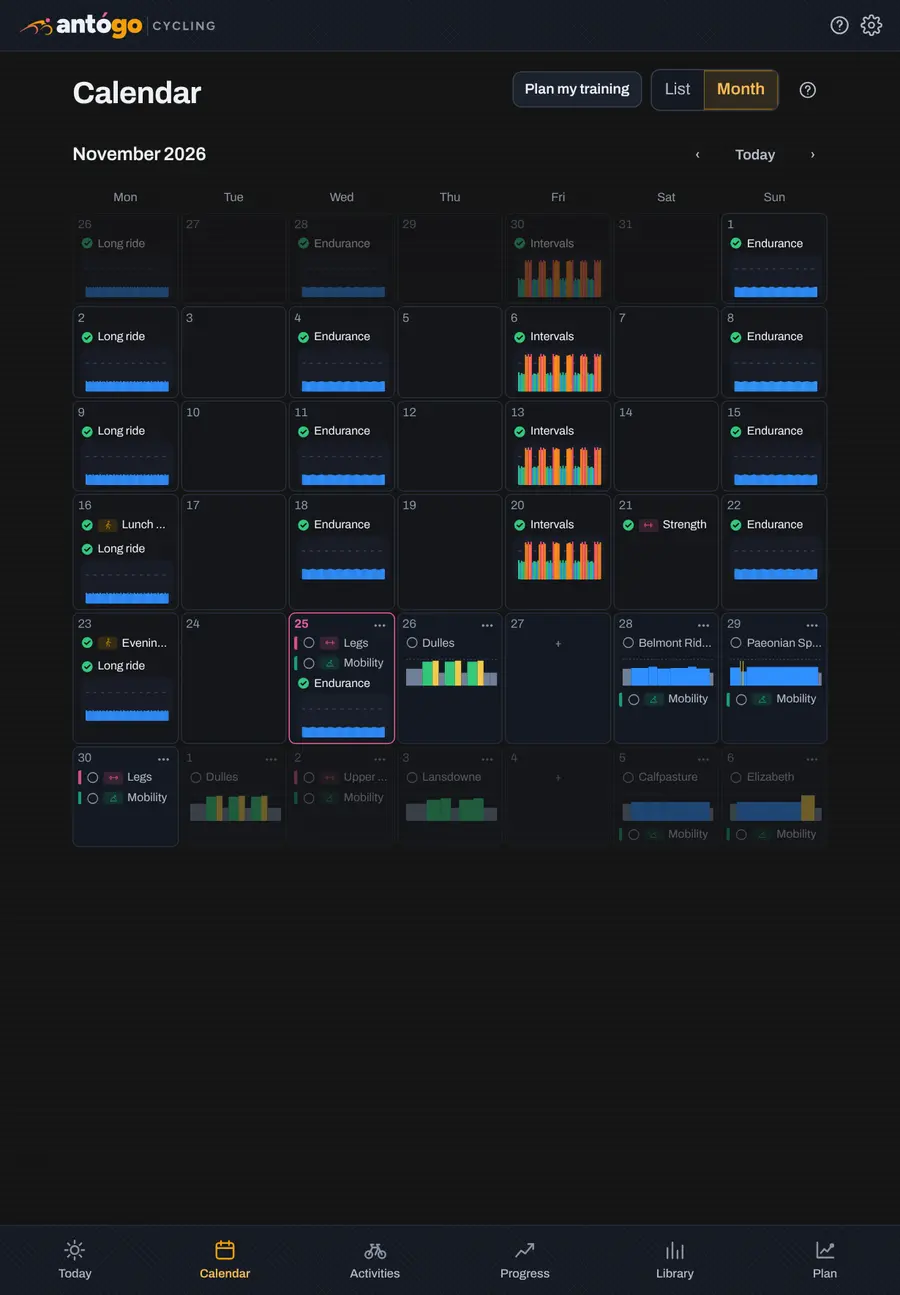 antógo CYCLING
Calendar
Plan my training
List
Month
November 2026
‹ Today ›
Mon Tue Wed Thu Fri Sat Sun
26 27 28 29 30 31 1
Long ride Endurance Intervals Endurance
2 3 4 5 6 7 8
Long ride Endurance Intervals Endurance
9 10 11 12 13 14 15
Long ride Endurance Intervals Endurance
16 17 18 19 20 21 22
Lunch ... Endurance Intervals Strength Endurance
Long ride
23 24 25 ... 26 ... 27 28 ... 29 ...
Evenin... Legs Dulles + Belmont Rid... Paeonian Sp...
Long ride Mobility
Endurance
Mobility Mobility
30 ... 1 ... 2 ... 3 ... 4 5 ... 6 ...
Legs Dulles Upper ... Lansdowne + Calfpasture Elizabeth
Mobility Mobility
Mobility Mobility
Today Calendar Activities Progress Library Plan